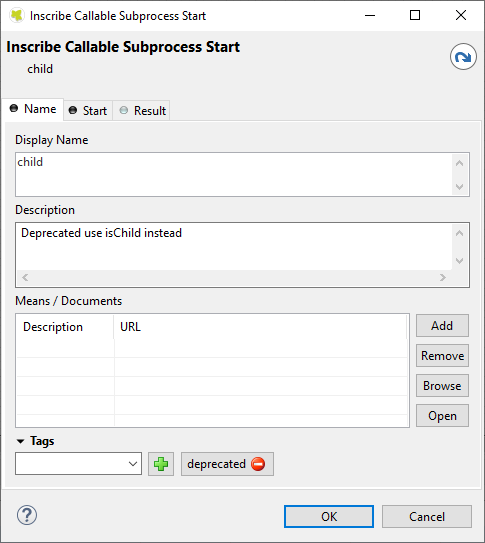 Inscribe Callable Subprocess Start
Inscribe Callable Subprocess Start
child
Name Start Result
Display Name
child
Description
Deprecated use isChild instead
Means / Documents
Description URL
Add
Remove
Browse
Open
Tags
deprecated
OK Cancel